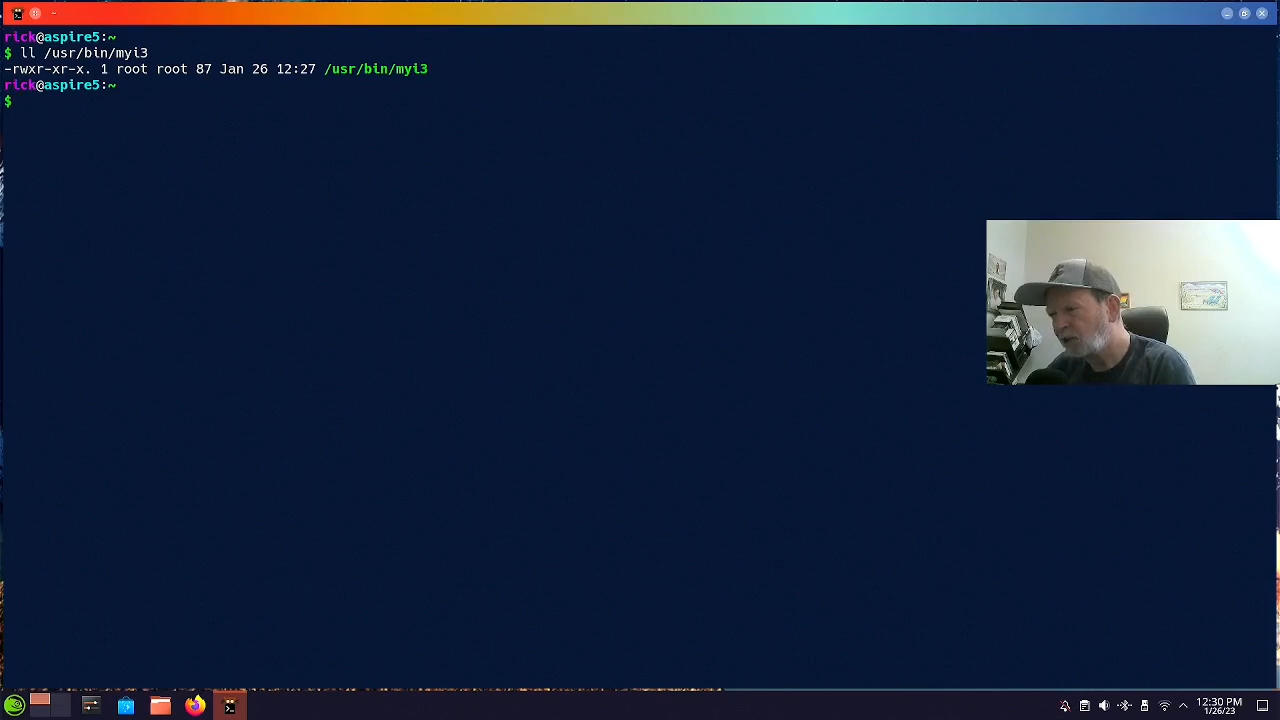 rick@aspire5:~
$ ll /usr/bin/myi3
-rwxr-xr-x. 1 root root 87 Jan 26 12:27 /usr/bin/myi3
rick@aspire5:~
$
12:30 PM
1/26/23